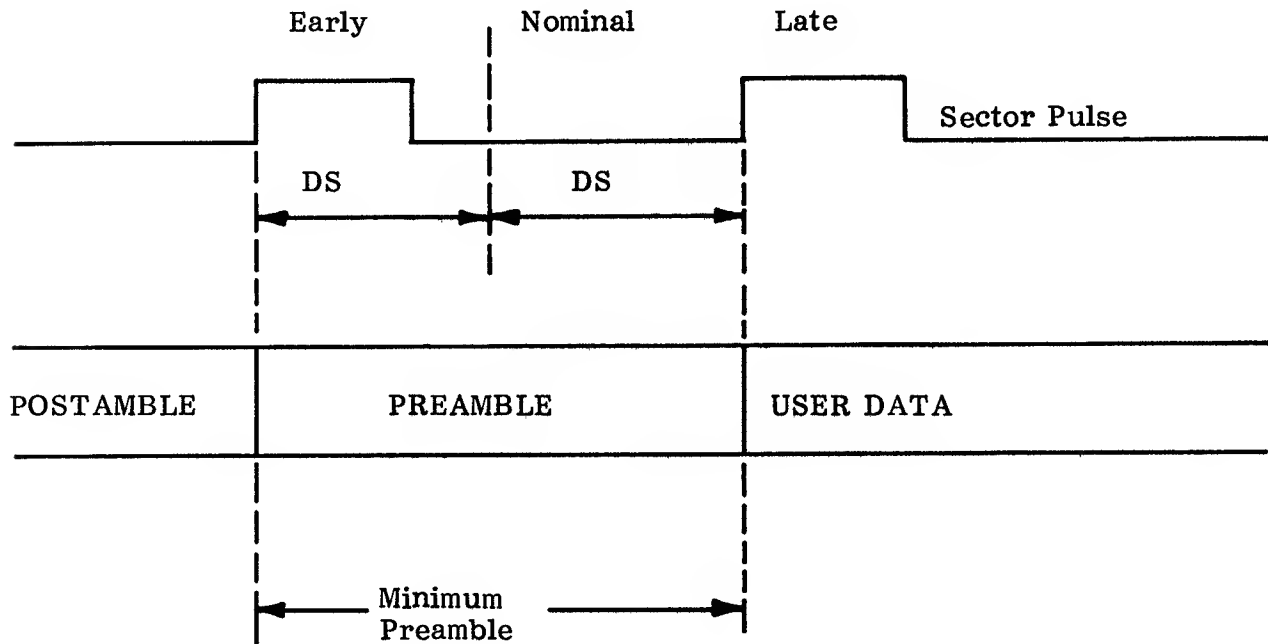 Early Nominal Late
Sector Pulse
DS DS
POSTAMBLE PREAMBLE USER DATA
Minimum
Preamble